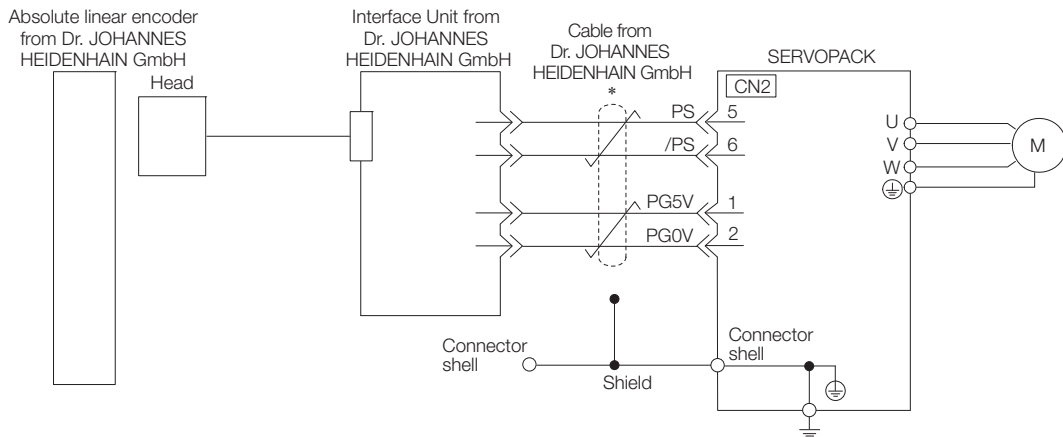 Absolute linear encoder
from Dr. JOHANNES
HEIDENHAIN GmbH
Head
Interface Unit from
Dr. JOHANNES
HEIDENHAIN GmbH
Cable from
Dr. JOHANNES
HEIDENHAIN GmbH
*
SERVOPACK
CN2
PS
5
/PS
6
PG5V
1
PG0V
2
U
V
W
M
Connector
shell
Shield
Connector
shell